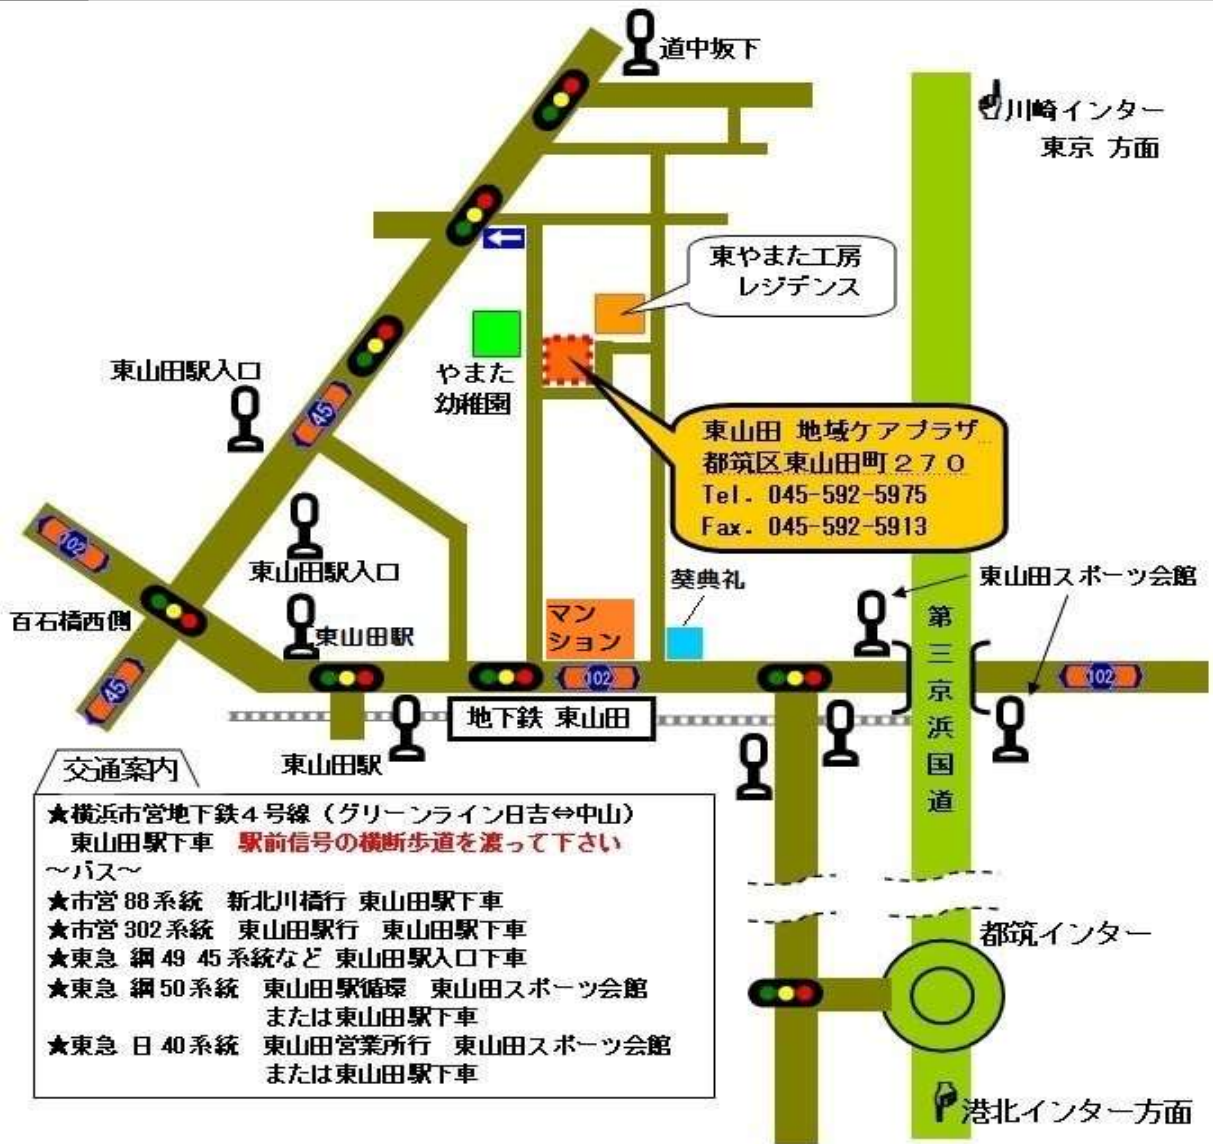 道中坂下
川崎インター
東京 方面
東やまた工房
レジデンス
東山田駅入口
45
やまた
幼稚園
東山田 地域ケアプラザ
都筑区東山田町270
Tel. 045-592-5975
Fax. 045-592-5913
102
東山田駅入口
百石橋西側
東山田駅
マン
ション
葵典礼
東山田スポーツ会館
第三京浜国道
45
102
102
地下鉄 東山田
東山田駅
交通案内
★横浜市営地下鉄4号線(グリーンライン日吉⇔中山)
東山田駅下車 駅前信号の横断歩道を渡って下さい
~バス~
★市営88系統 新北川橋行 東山田駅下車
★市営302系統 東山田駅行 東山田駅下車
★東急 綱49 45系統など 東山田駅入口下車
★東急 綱50系統 東山田駅循環 東山田スポーツ会館
または東山田駅下車
★東急 日40系統 東山田営業所行 東山田スポーツ会館
または東山田駅下車
都筑インター
港北インター方面